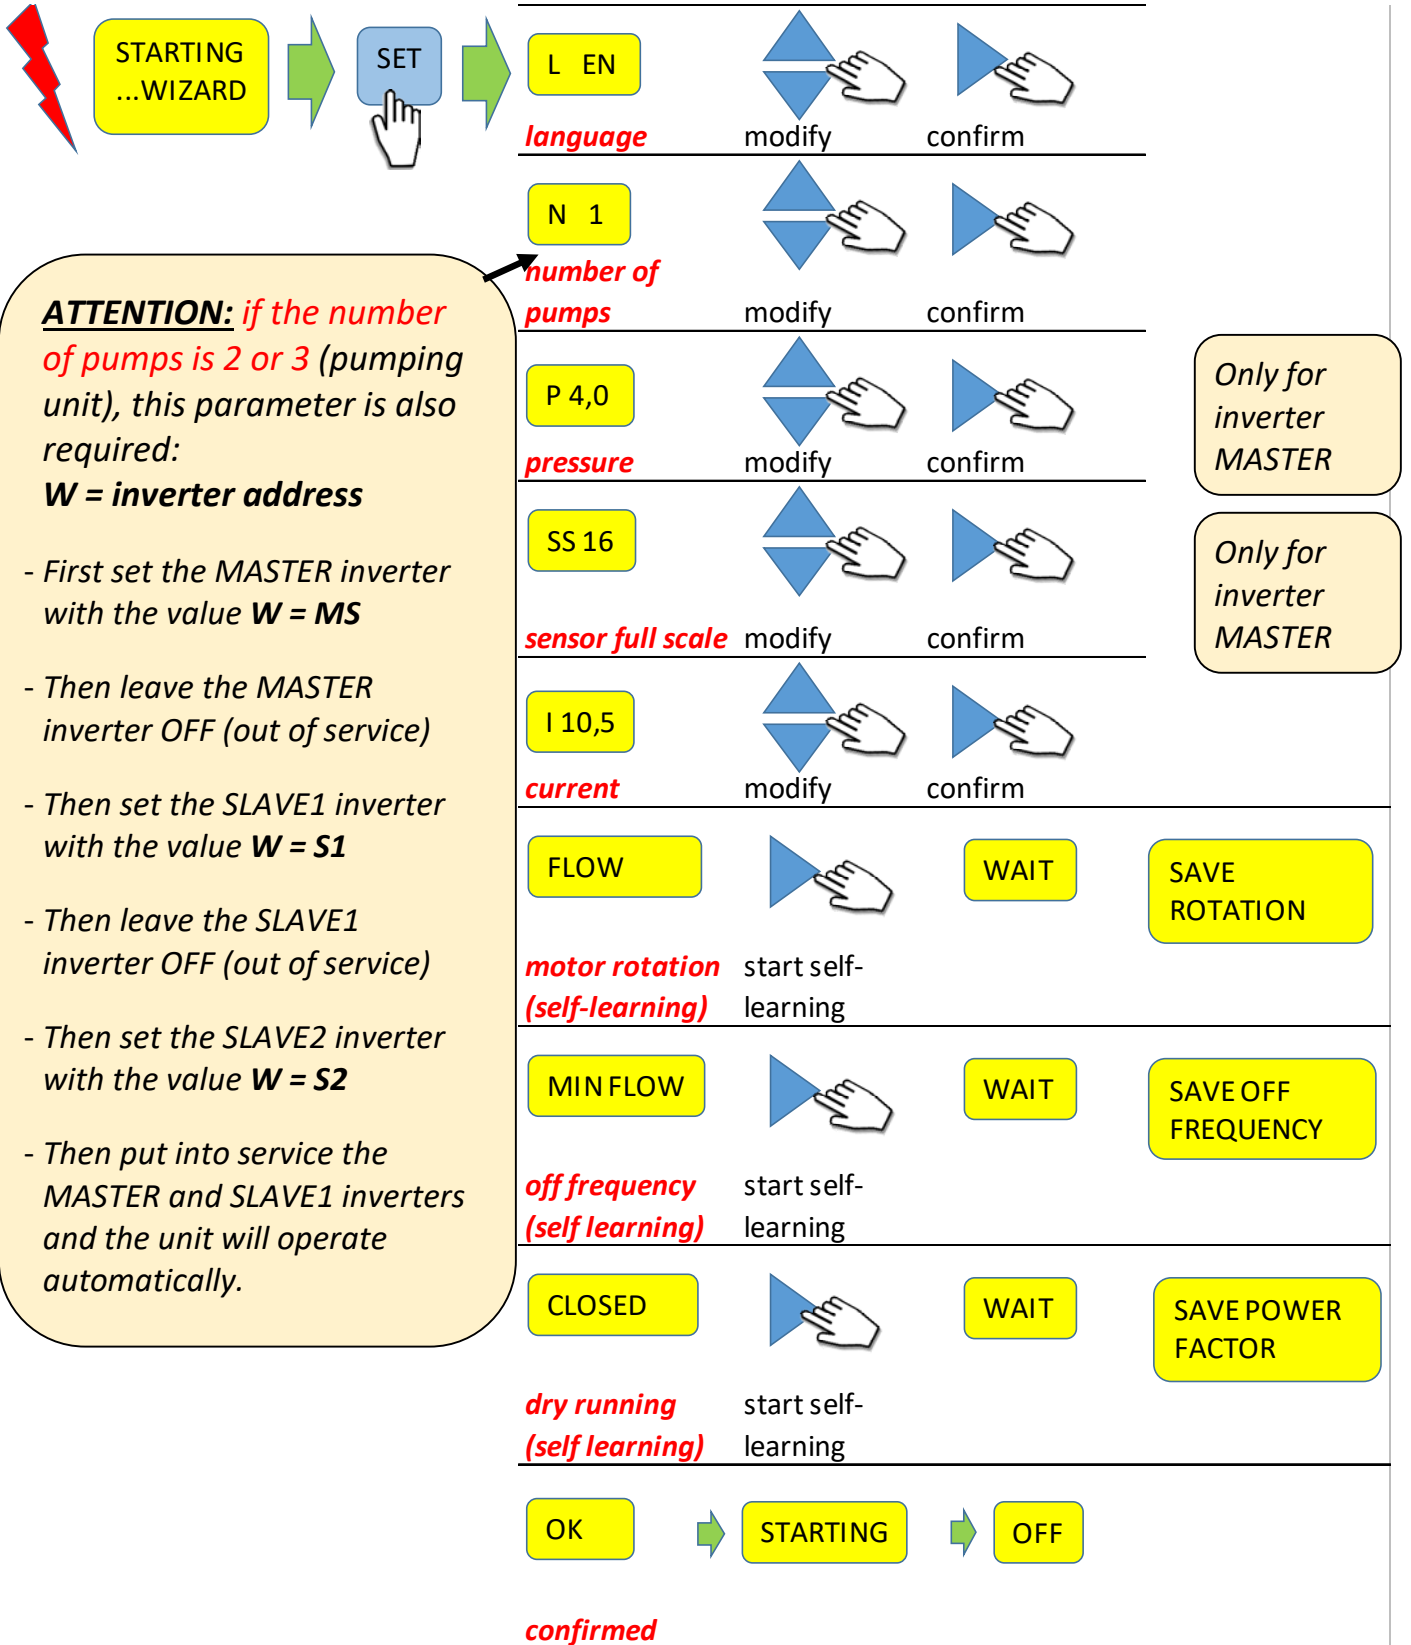 STARTING
...WIZARD
SET
L EN
language modify confirm
N 1
number of
pumps modify confirm
ATTENTION: if the number
of pumps is 2 or 3 (pumping
unit), this parameter is also
required:
W = inverter address
- First set the MASTER inverter
with the value W = MS
- Then leave the MASTER
inverter OFF (out of service)
- Then set the SLAVE1 inverter
with the value W = S1
- Then leave the SLAVE1
inverter OFF (out of service)
- Then set the SLAVE2 inverter
with the value W = S2
- Then put into service the
MASTER and SLAVE1 inverters
and the unit will operate
automatically.
P 4,0
pressure modify confirm
Only for
inverter
MASTER
SS 16
sensor full scale modify confirm
Only for
inverter
MASTER
I 10,5
current modify confirm
FLOW
WAIT
SAVE
ROTATION
motor rotation start self-
(self-learning) learning
MIN FLOW
WAIT
SAVE OFF
FREQUENCY
off frequency start self-
(self learning) learning
CLOSED
WAIT
SAVE POWER
FACTOR
dry running start self-
(self learning) learning
OK
STARTING
OFF
confirmed